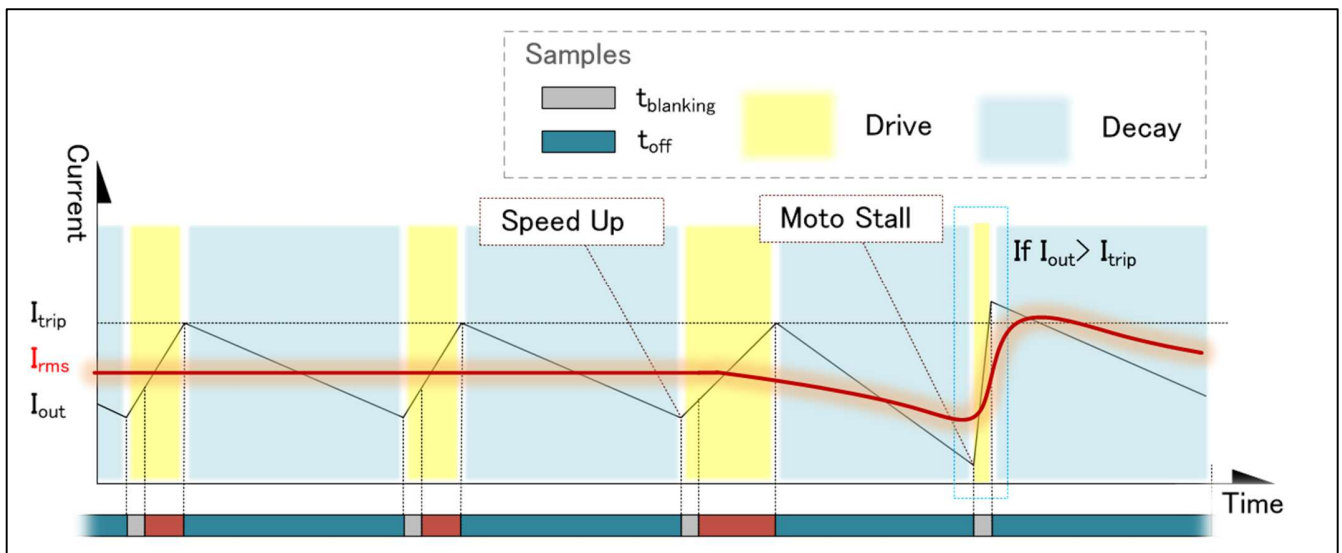 Samples
tblanking
toff
Drive
Decay
Current
Speed Up
Moto Stall
If Iout> Itrip
Itrip
Irms
Iout
Time